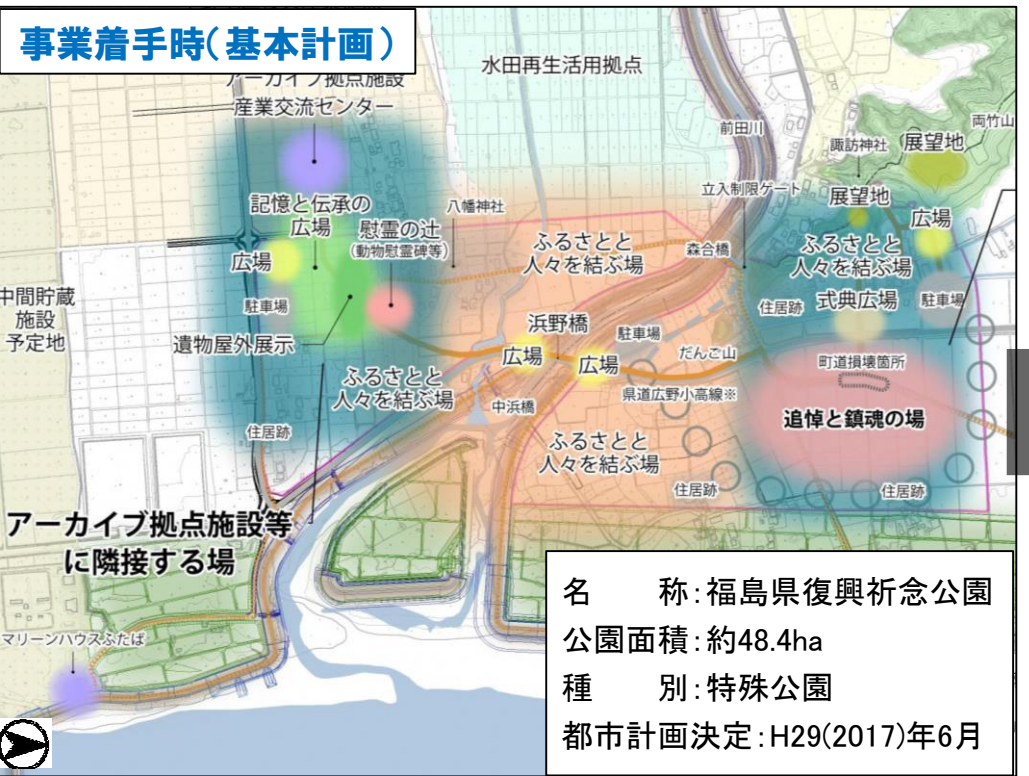 事業着手時(基本計画)
アーカイブ拠点施設
産業交流センター
水田再生活用拠点
前田川
両竹山
諏訪神社
展望地
立入制限ゲート
展望地
広場
記憶と伝承の
広場
慰霊の辻
(動物慰霊碑等)
八幡神社
広場
ふるさとと
人々を結ぶ場
森合橋
ふるさとと
人々を結ぶ場
中間貯蔵
施設
予定地
駐車場
遺物屋外展示
浜野橋
駐車場
住居跡
式典広場
駐車場
広場
広場
だんご山
町道損壊箇所
ふるさとと
人々を結ぶ場
県道広野小高線※
中浜橋
追悼と鎮魂の場
住居跡
ふるさとと
人々を結ぶ場
住居跡
住居跡
アーカイブ拠点施設等
に隣接する場
マリーンハウスふたば
名 称:福島県復興祈念公園
公園面積:約48.4ha
種 別:特殊公園
都市計画決定:H29(2017)年6月